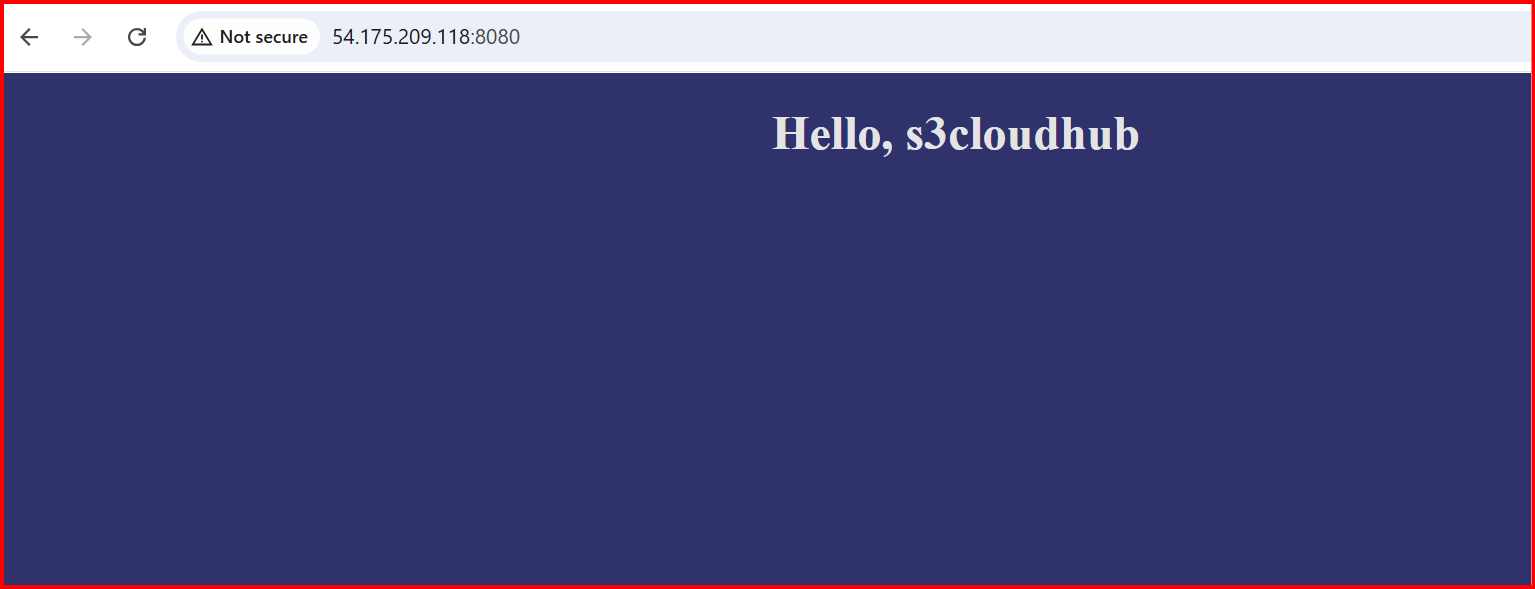 Not secure 54.175.209.118:8080
Hello, s3cloudhub